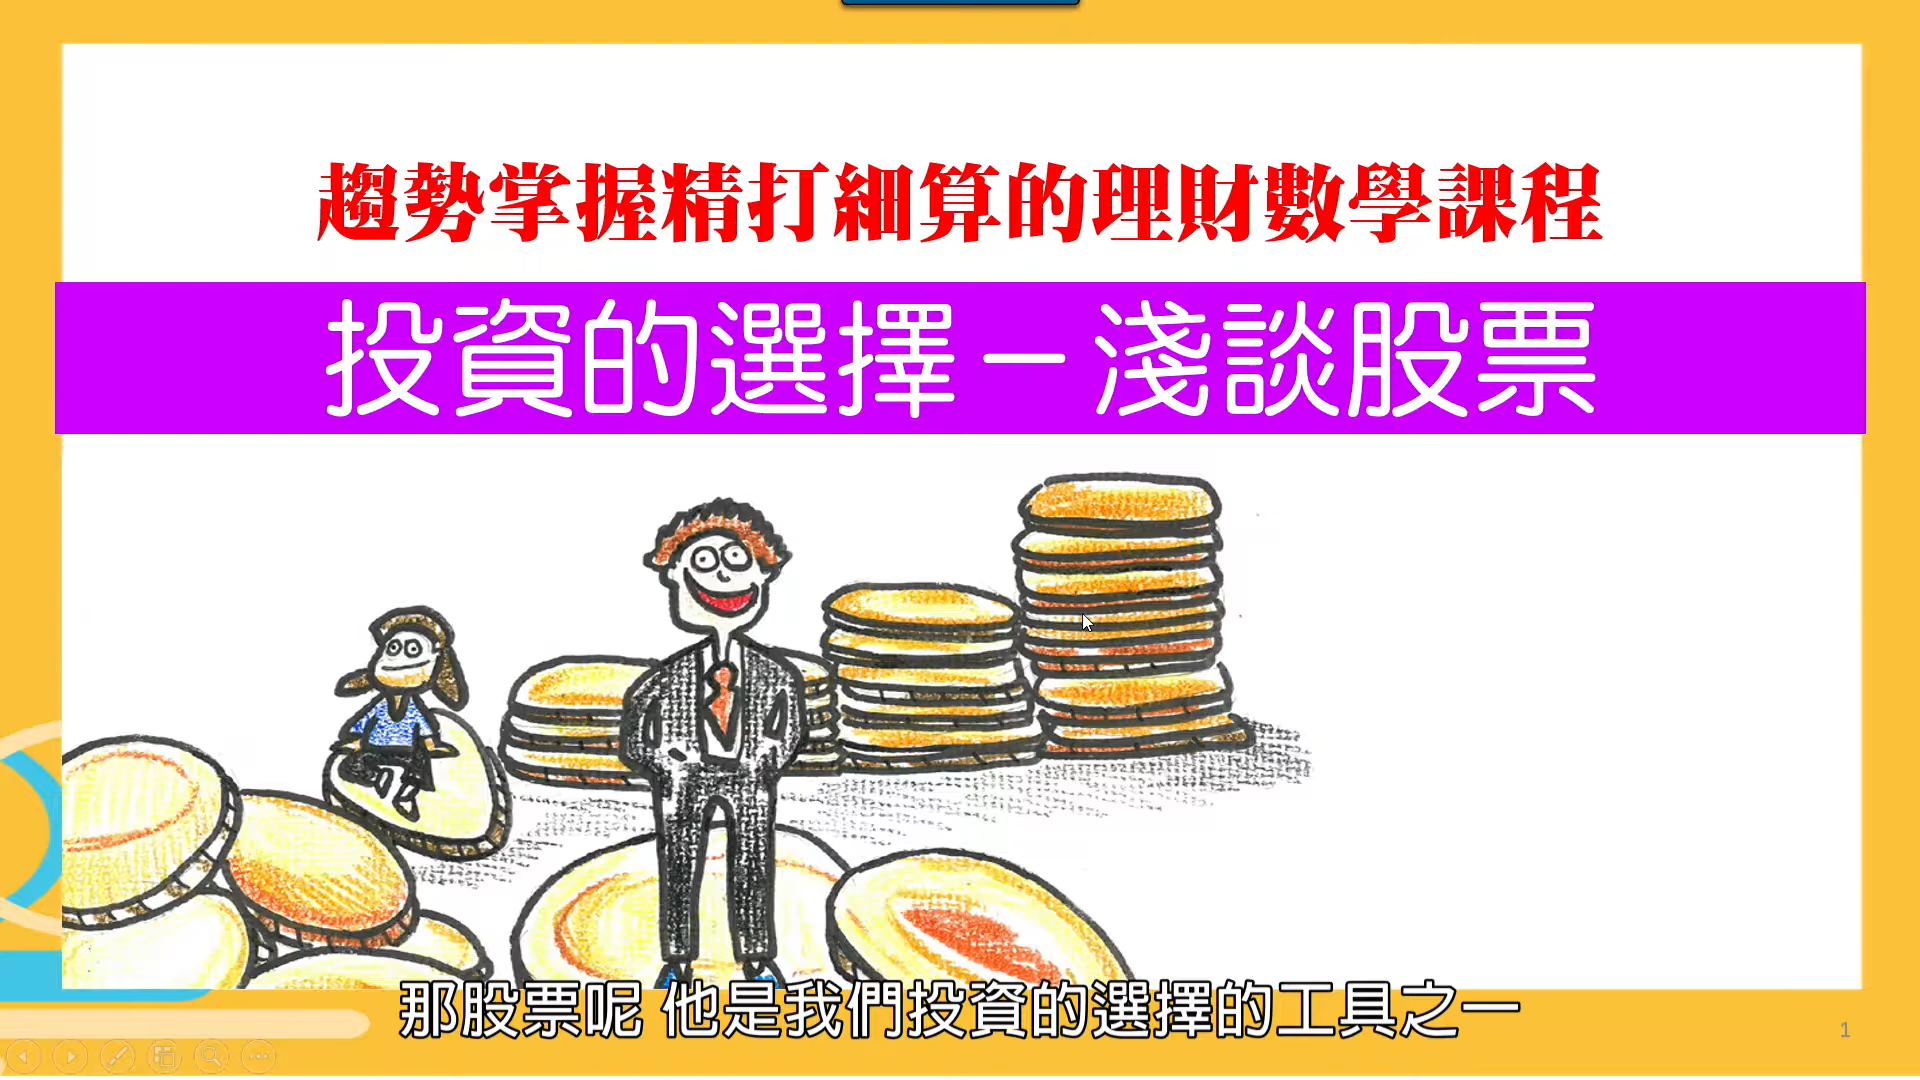 趨勢掌握精打細算的理財數學課程
投資的選擇－淺談股票
那股票呢 他是我們投資的選擇的工具之一
1